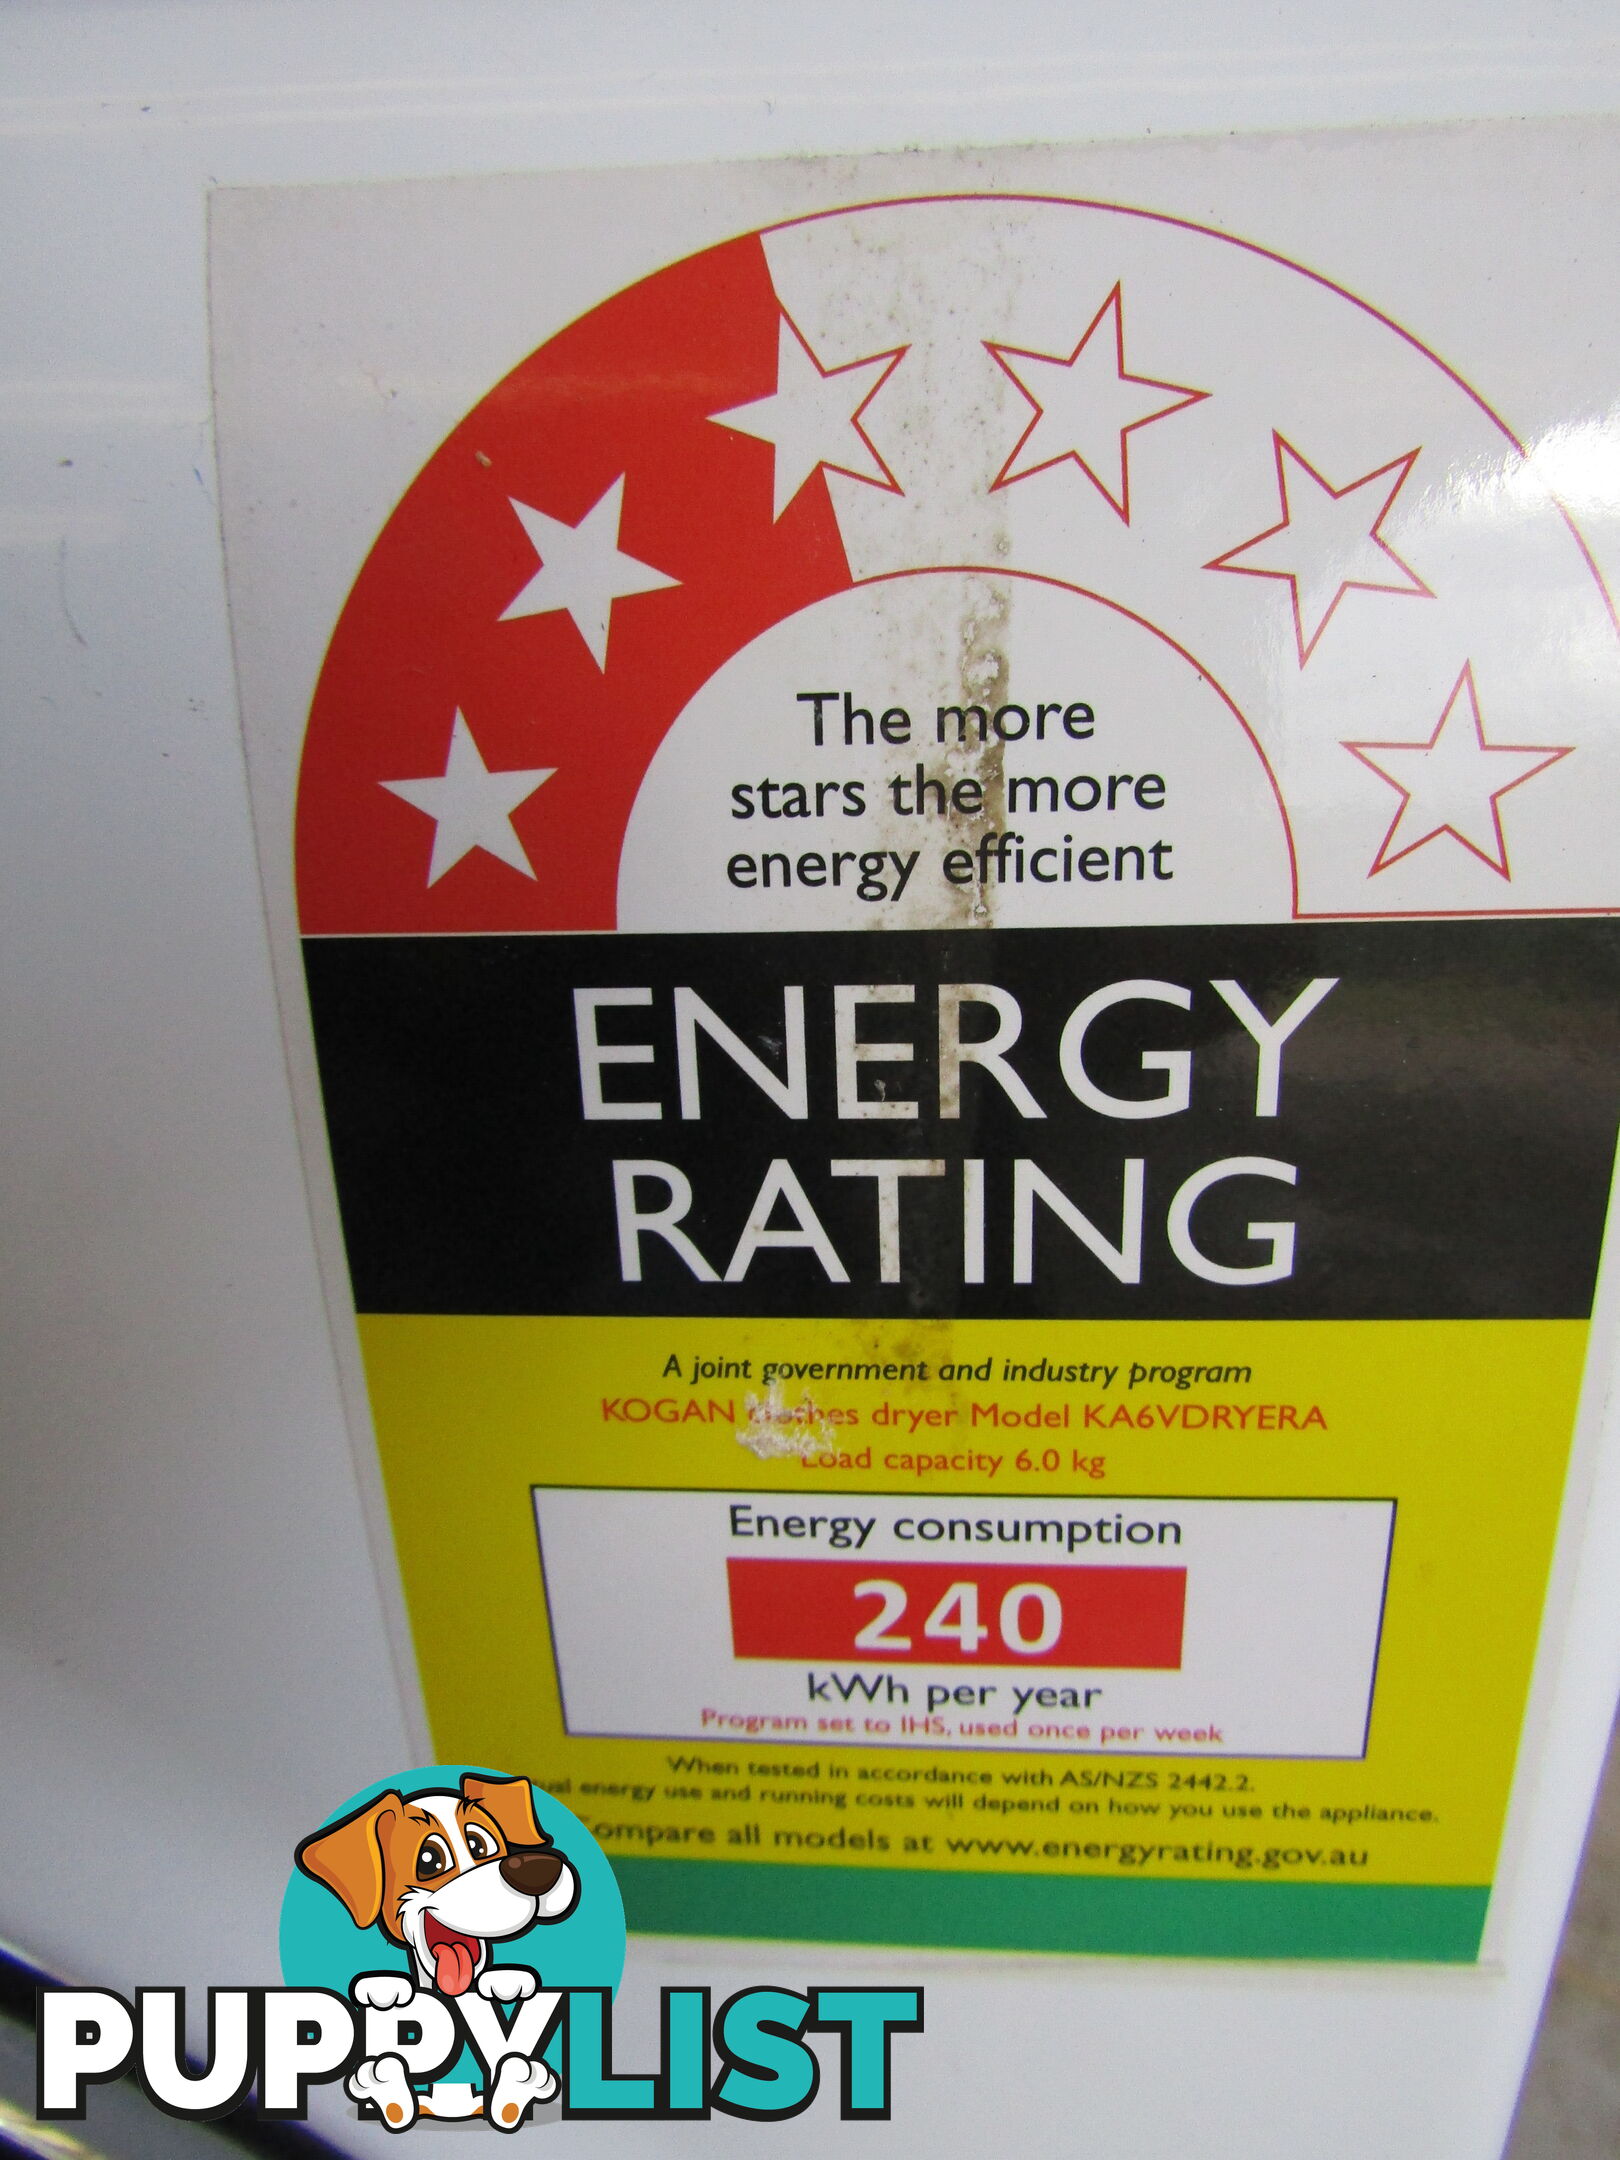 The more
stars the more
energy efficient
ENERGY
RATING
A joint government and industry program
KOGAN clothes dryer Model KA6VDRYERA
Load capacity 6.0 kg
Energy consumption
240
kWh per year
Program set to IHS, used once per week
When tested in accordance with AS/NZS 2442.2.
energy use and running costs will depend on how you use the appliance.
Compare all models at www.energyrating.gov.au
PUPPYLIST